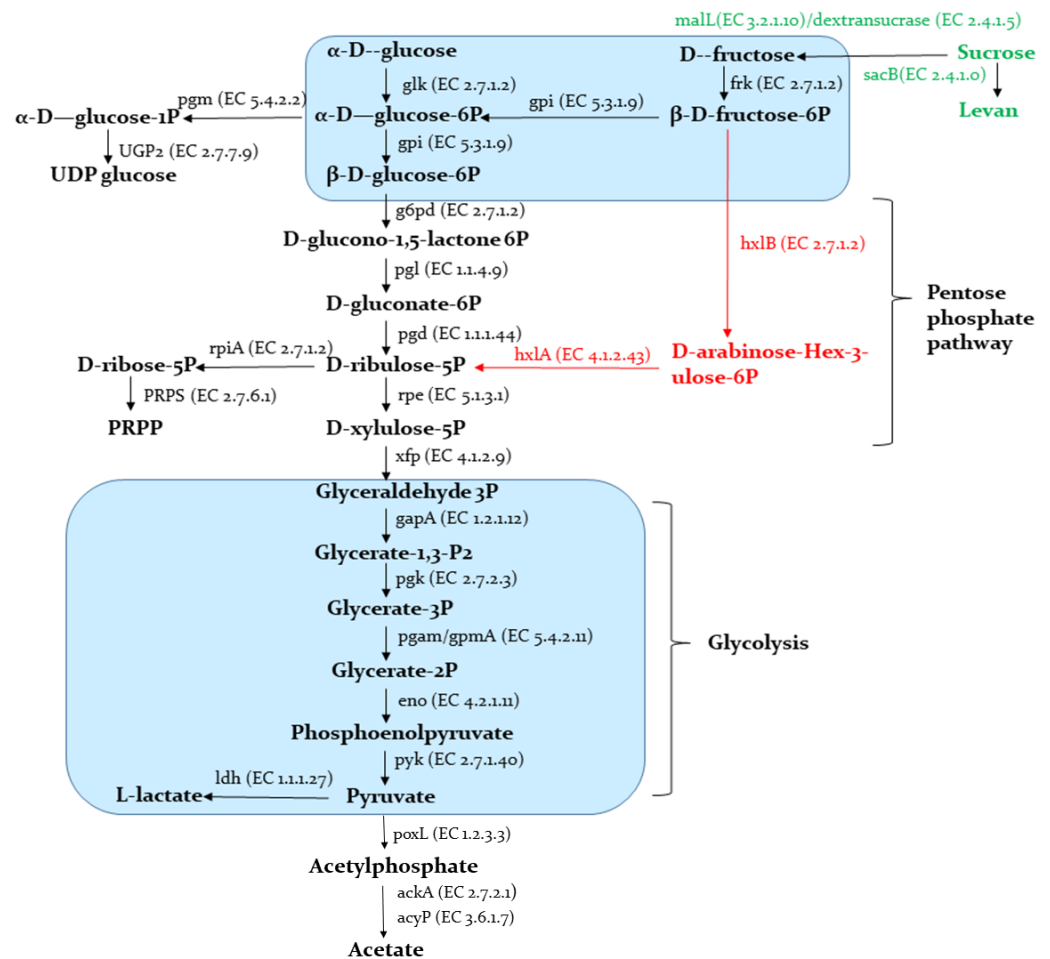 malL(EC 3.2.1.10)/dextransucrase (EC 2.4.1.5)
α-D--glucose
D--fructose
Sucrose
glk (EC 2.7.1.2)
frk (EC 2.7.1.2)
sacB(EC 2.4.1.0)
pgm (EC 5.4.2.2)
gpi (EC 5.3.1.9)
Levan
α-D—glucose-1P
α-D—glucose-6P
β-D-fructose-6P
UGP2 (EC 2.7.7.9)
gpi (EC 5.3.1.9)
UDP glucose
β-D-glucose-6P
g6pd (EC 2.7.1.2)
D-glucono-1,5-lactone 6P
hxlB (EC 2.7.1.2)
pgl (EC 1.1.4.9)
Pentose
phosphate
pathway
D-gluconate-6P
pgd (EC 1.1.1.44)
rpiA (EC 2.7.1.2)
hxlA (EC 4.1.2.43)
D-arabinose-Hex-3-
ulose-6P
D-ribose-5P
D-ribulose-5P
PRPS (EC 2.7.6.1)
rpe (EC 5.1.3.1)
PRPP
D-xylulose-5P
xfp (EC 4.1.2.9)
Glyceraldehyde 3P
gapA (EC 1.2.1.12)
Glycerate-1,3-P2
pgk (EC 2.7.2.3)
Glycerate-3P
pgam/gpmA (EC 5.4.2.11)
Glycolysis
Glycerate-2P
eno (EC 4.2.1.11)
Phosphoenolpyruvate
pyk (EC 2.7.1.40)
ldh (EC 1.1.1.27)
L-lactate
Pyruvate
poxL (EC 1.2.3.3)
Acetylphosphate
ackA (EC 2.7.2.1)
acyP (EC 3.6.1.7)
Acetate